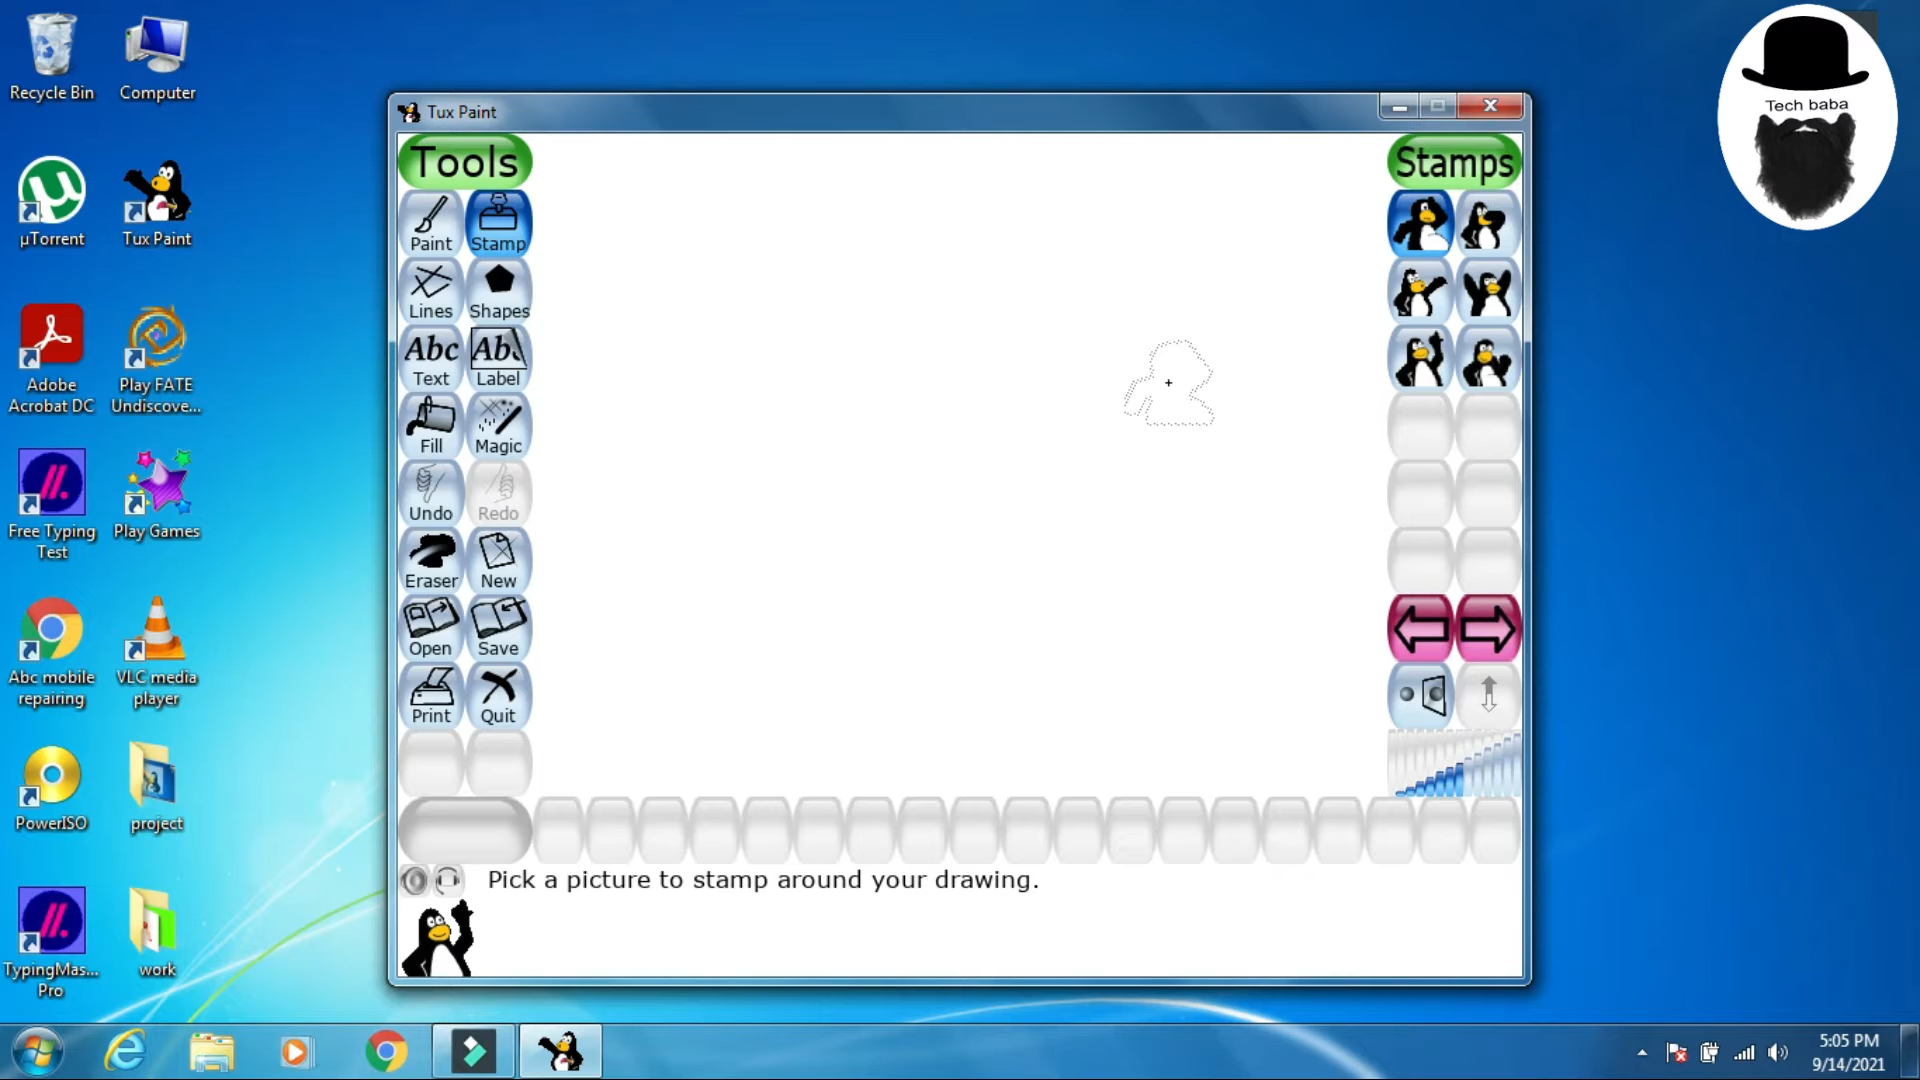 Recycle Bin
Computer
µTorrent
Tux Paint
Adobe
Acrobat DC
Play FATE
Undiscove...
Free Typing
Test
Play Games
Abc mobile
repairing
VLC media
player
PowerISO
project
TypingMas...
Pro
work
Tux Paint
Tools
Paint
Stamp
Lines
Shapes
Abc
Text
Abc
Label
Fill
Magic
Undo
Redo
Eraser
New
Open
Save
Print
Quit
Stamps
Pick a picture to stamp around your drawing.
Tech baba
5:05 PM
9/14/2021